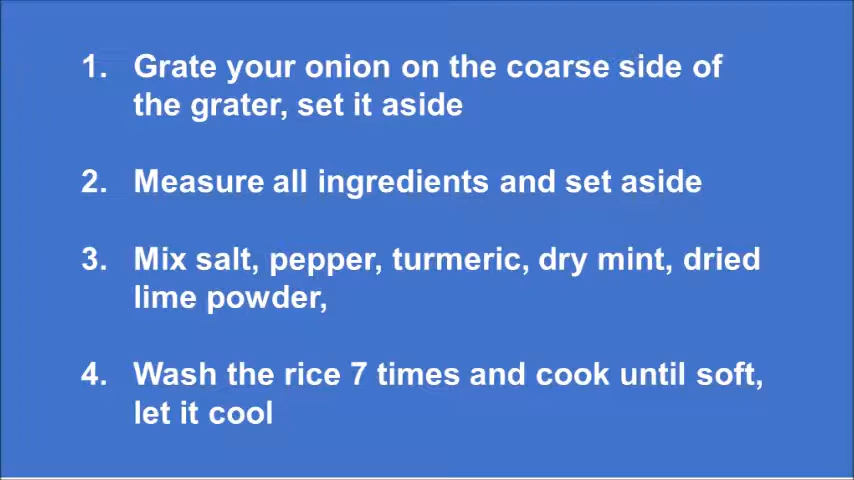 1. Grate your onion on the coarse side of
the grater, set it aside
2. Measure all ingredients and set aside
3. Mix salt, pepper, turmeric, dry mint, dried
lime powder,
4. Wash the rice 7 times and cook until soft,
let it cool